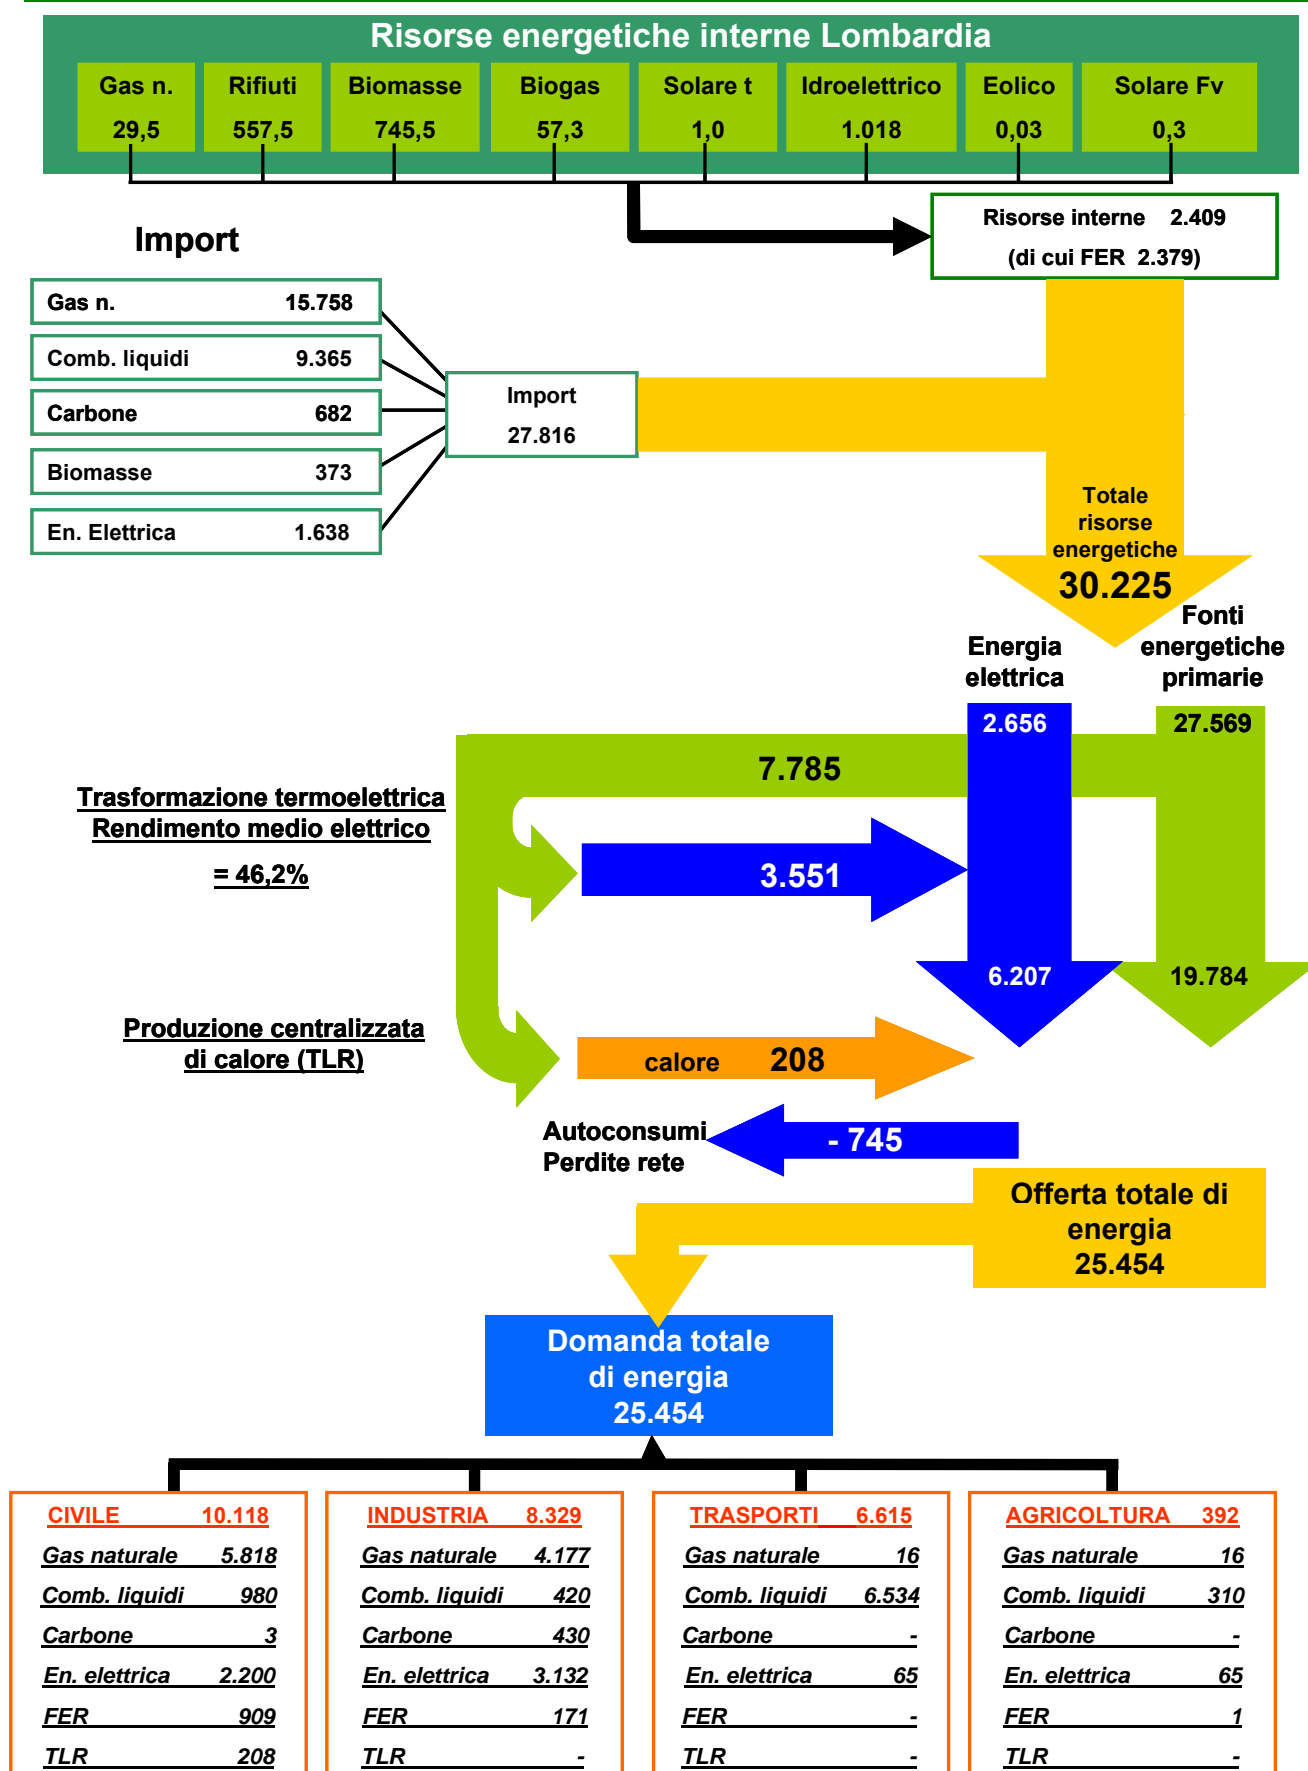 Risorse energetiche interne Lombardia
Gas n. Rifiuti Biomasse Biogas Solare t Idroelettrico Eolico Solare Fv
29,5 557,5 745,5 57,3 1,0 1.018 0,03 0,3
Risorse interne 2.409
(di cui FER 2.379)
Import
Gas n. 15.758
Comb. liquidi 9.365
Carbone 682
Biomasse 373
En. Elettrica 1.638
Import
27.816
Totale
risorse
energetiche
30.225
Energia
elettrica
Fonti
energetiche
primarie
2.656
27.569
7.785
Trasformazione termoelettrica
Rendimento medio elettrico
= 46,2%
3.551
6.207
19.784
Produzione centralizzata
di calore (TLR)
calore 208
Autoconsumi
Perdite rete
- 745
Offerta totale di
energia
25.454
Domanda totale
di energia
25.454
CIVILE 10.118
Gas naturale 5.818
Comb. liquidi 980
Carbone 3
En. elettrica 2.200
FER 909
TLR 208
INDUSTRIA 8.329
Gas naturale 4.177
Comb. liquidi 420
Carbone 430
En. elettrica 3.132
FER 171
TLR -
TRASPORTI 6.615
Gas naturale 16
Comb. liquidi 6.534
Carbone -
En. elettrica 65
FER -
TLR -
AGRICOLTURA 392
Gas naturale 16
Comb. liquidi 310
Carbone -
En. elettrica 65
FER 1
TLR -